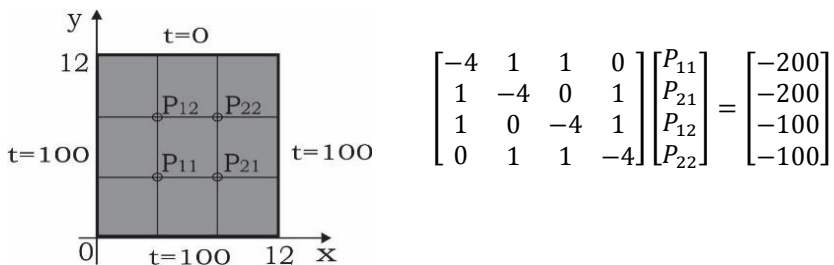 y
t=0
12
P₁₂ P₂₂
t=100 t=100
P₁₁ P₂₁
0 t=100 12 x
[−4 1 1 0] [P₁₁] [−200]
[1 −4 0 1] [P₂₁] = [−200]
[1 0 −4 1] [P₁₂] [−100]
[0 1 1 −4] [P₂₂] [−100]